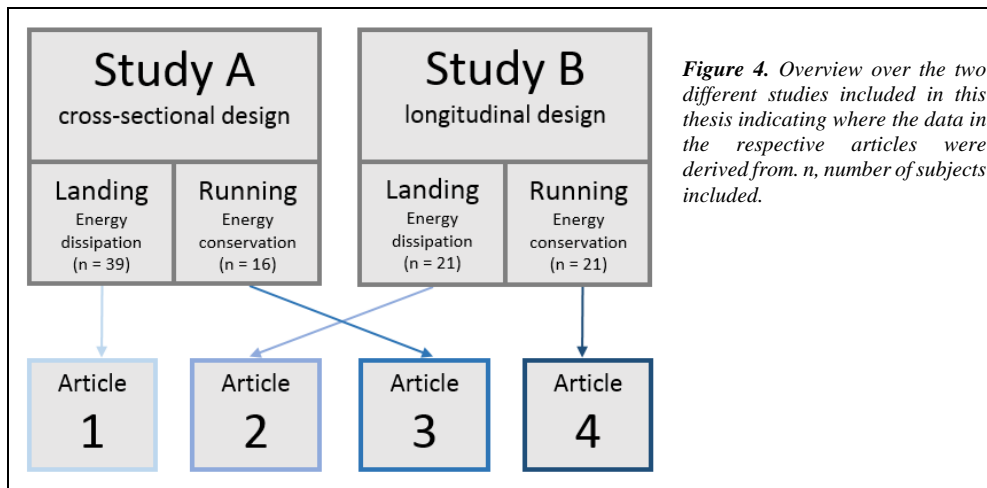 Study A
cross-sectional design
Landing
Energy
dissipation
(n = 39)
Running
Energy
conservation
(n = 16)
Study B
longitudinal design
Landing
Energy
dissipation
(n = 21)
Running
Energy
conservation
(n = 21)
Article
1
Article
2
Article
3
Article
4
Figure 4. Overview over the two
different studies included in this
thesis indicating where the data in
the respective articles were
derived from. n, number of subjects
included.